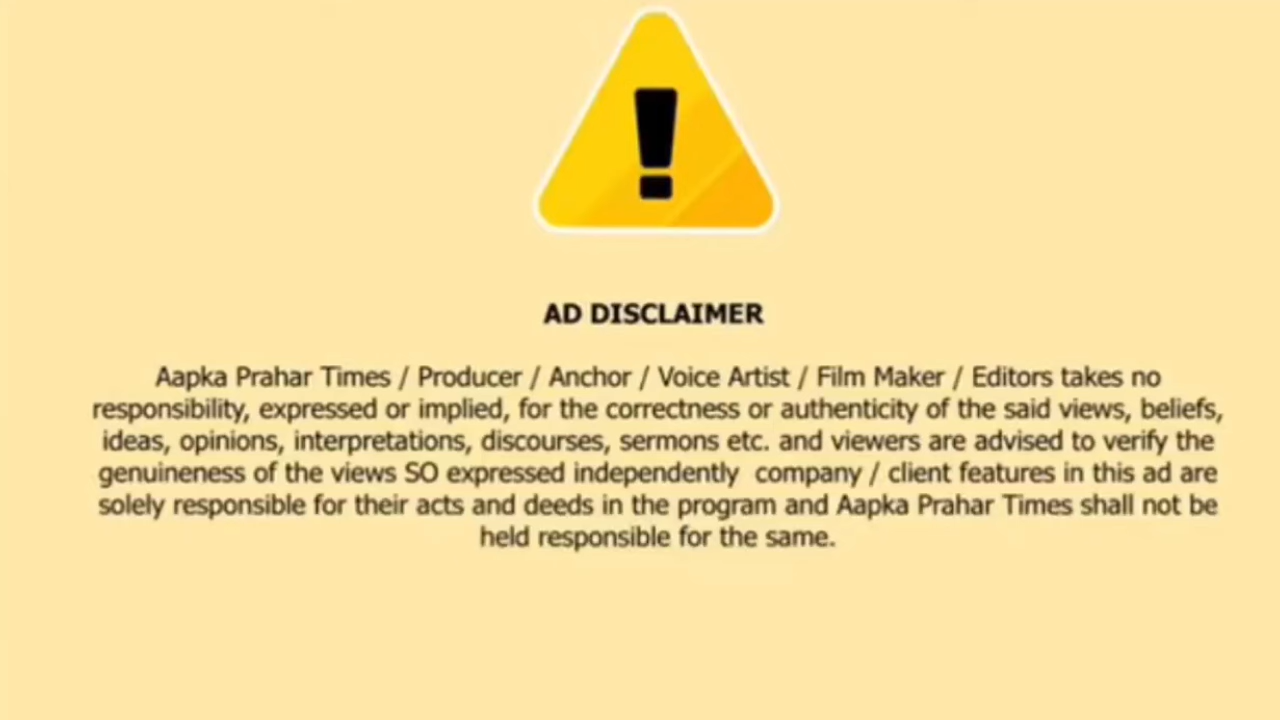 AD DISCLAIMER
Aapka Prahar Times / Producer / Anchor / Voice Artist / Film Maker / Editors takes no
responsibility, expressed or implied, for the correctness or authenticity of the said views, beliefs,
ideas, opinions, interpretations, discourses, sermons etc. and viewers are advised to verify the
genuineness of the views SO expressed independently  company / client features in this ad are
solely responsible for their acts and deeds in the program and Aapka Prahar Times shall not be
held responsible for the same.